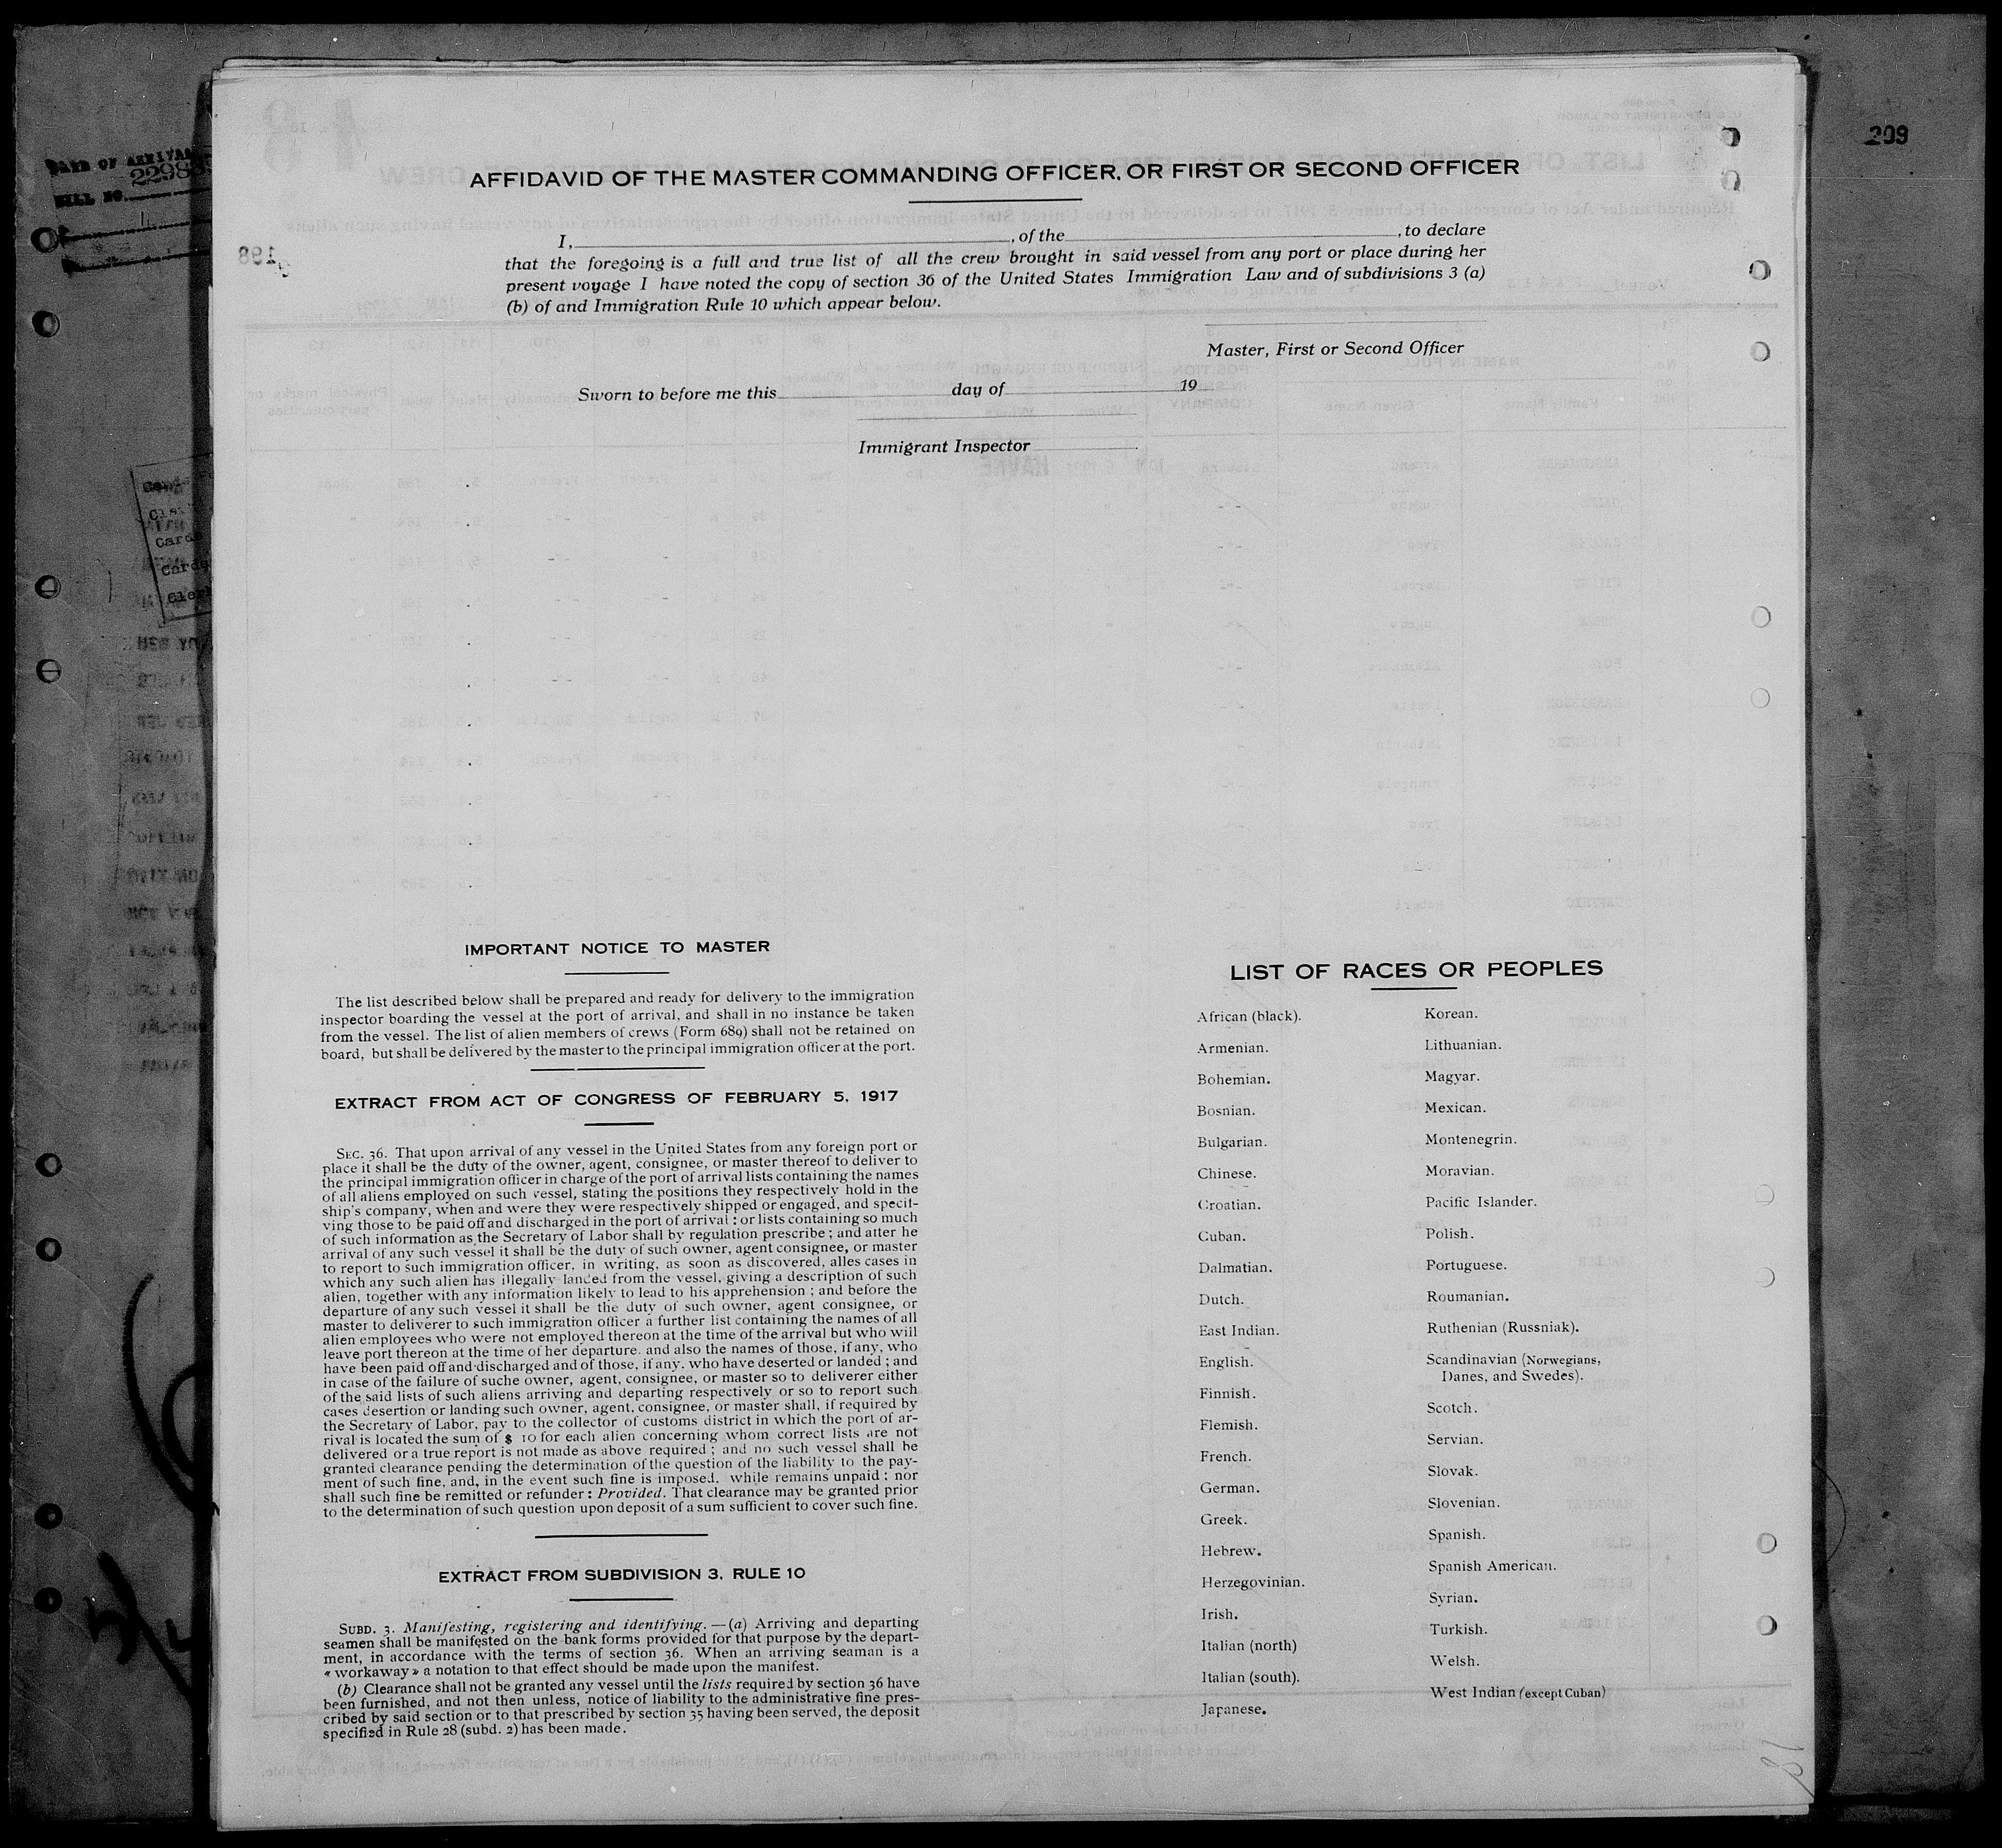 209
22983
AFFIDAVID OF THE MASTER COMMANDING OFFICER, OR FIRST OR SECOND OFFICER
I, , of the , to declare
that the foregoing is a full and true list of all the crew brought in said vessel from any port or place during her
present voyage I have noted the copy of section 36 of the United States Immigration Law and of subdivisions 3 (a)
(b) of and Immigration Rule 10 which appear below.
Master, First or Second Officer
Sworn to before me this day of 19
Immigrant Inspector
IMPORTANT NOTICE TO MASTER
The list described below shall be prepared and ready for delivery to the immigration
inspector boarding the vessel at the port of arrival, and shall in no instance be taken
from the vessel. The list of alien members of crews (Form 689) shall not be retained on
board, but shall be delivered by the master to the principal immigration officer at the port.
EXTRACT FROM ACT OF CONGRESS OF FEBRUARY 5, 1917
SEC. 36. That upon arrival of any vessel in the United States from any foreign port or
place it shall be the duty of the owner, agent, consignee, or master thereof to deliver to
the principal immigration officer in charge of the port of arrival lists containing the names
of all aliens employed on such vessel, stating the positions they respectively hold in the
ship's company, when and were they were respectively shipped or engaged, and specif-
ving those to be paid off and discharged in the port of arrival : or lists containing so much
of such information as the Secretary of Labor shall by regulation prescribe ; and atter he
arrival of any such vessel it shall be the duty of such owner, agent consignee, or master
to report to such immigration officer, in writing, as soon as discovered, alles cases in
which any such alien has illegally landed from the vessel, giving a description of such
alien, together with any information likely to lead to his apprehension ; and before the
departure of any such vessel it shall be the duty of such owner, agent consignee, or
master to deliverer to such immigration officer a further list containing the names of all
alien employees who were not employed thereon at the time of the arrival but who will
leave port thereon at the time of her departure. and also the names of those, if any, who
have been paid off and discharged and of those, if any. who have deserted or landed ; and
in case of the failure of suche owner, agent, consignee, or master so to deliverer either
of the said lists of such aliens arriving and departing respectively or so to report such
cases desertion or landing such owner, agent, consignee, or master shall, if required by
the Secretary of Labor, pay to the collector of customs district in which the port of ar-
rival is located the sum of $ 10 for each alien concerning whom correct lists are not
delivered or a true report is not made as above required ; and no such vessel shall be
granted clearance pending the determination of the question of the liability to the pay-
ment of such fine, and, in the event such fine is imposed, while remains unpaid ; nor
shall such fine be remitted or refunder : Provided. That clearance may be granted prior
to the determination of such question upon deposit of a sum sufficient to cover such fine.
EXTRACT FROM SUBDIVISION 3, RULE 10
SUBD. 3. Manifesting, registering and identifying. — (a) Arriving and departing
seamen shall be manifested on the bank forms provided for that purpose by the depart-
ment, in accordance with the terms of section 36. When an arriving seaman is a
« workaway » a notation to that effect should be made upon the manifest.
(b) Clearance shall not be granted any vessel until the lists required by section 36 have
been furnished, and not then unless, notice of liability to the administrative fine pres-
cribed by said section or to that prescribed by section 35 having been served, the deposit
specified in Rule 28 (subd. 2) has been made.
LIST OF RACES OR PEOPLES
African (black).
Armenian.
Bohemian.
Bosnian.
Bulgarian.
Chinese.
Croatian.
Cuban.
Dalmatian.
Dutch.
East Indian.
English.
Finnish.
Flemish.
French.
German.
Greek.
Hebrew.
Herzegovinian.
Irish.
Italian (north)
Italian (south).
Japanese.
Korean.
Lithuanian.
Magyar.
Mexican.
Montenegrin.
Moravian.
Pacific Islander.
Polish.
Portuguese.
Roumanian.
Ruthenian (Russniak).
Scandinavian (Norwegians,
Danes, and Swedes).
Scotch.
Servian.
Slovak.
Slovenian.
Spanish.
Spanish American.
Syrian.
Turkish.
Welsh.
West Indian (except Cuban)